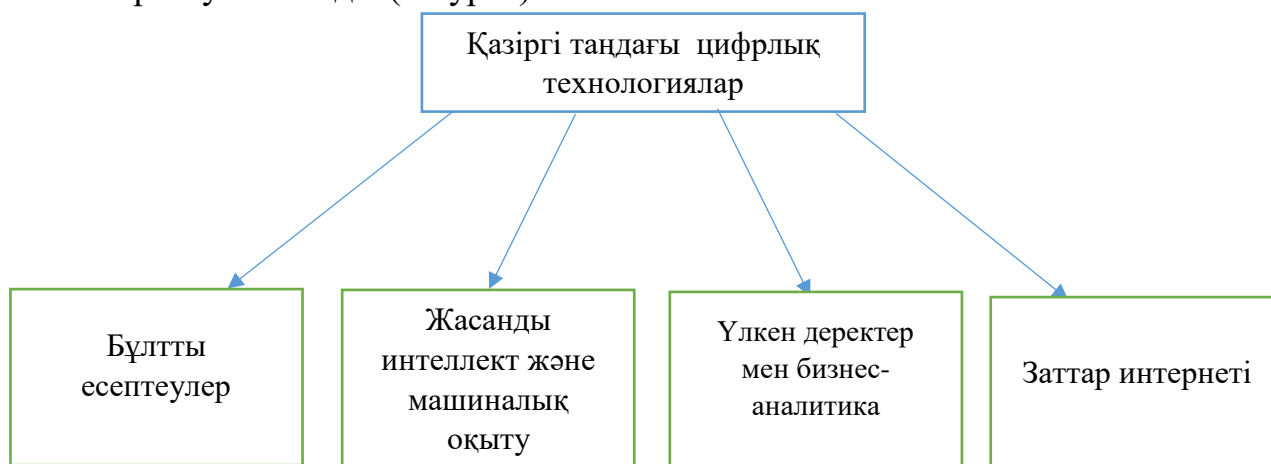 Қазіргі таңдағы цифрлық
технологиялар
Бұлтты
есептеулер
Жасанды
интеллект және
машиналық
оқыту
Үлкен деректер
мен бизнес-
аналитика
Заттар интернеті